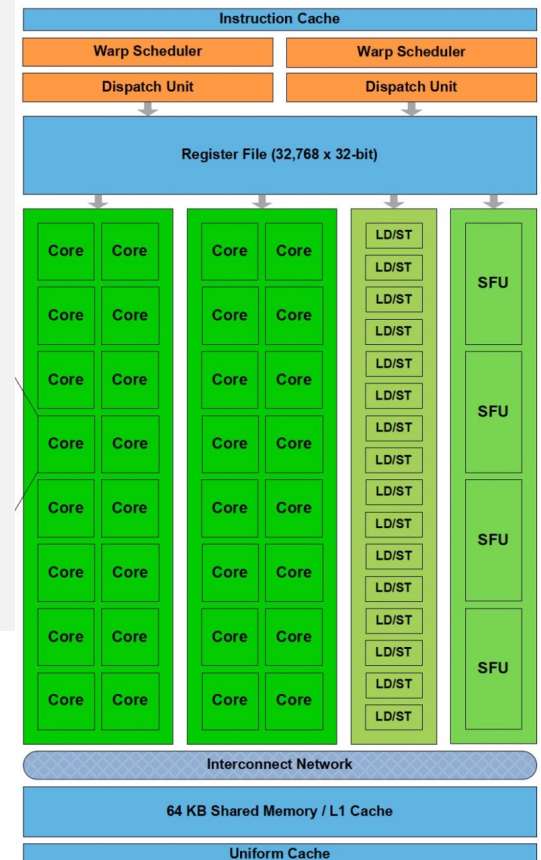 Instruction Cache
Warp Scheduler Warp Scheduler
Dispatch Unit Dispatch Unit
Register File (32,768 x 32-bit)
LD/ST
Core Core Core Core
LD/ST
SFU
LD/ST
Core Core Core Core
LD/ST
LD/ST
Core Core Core Core
LD/ST
SFU
LD/ST
Core Core Core Core
LD/ST
LD/ST
Core Core Core Core
LD/ST
SFU
LD/ST
Core Core Core Core
LD/ST
LD/ST
Core Core Core Core
LD/ST
SFU
LD/ST
Core Core Core Core
LD/ST
Interconnect Network
64 KB Shared Memory / L1 Cache
Uniform Cache